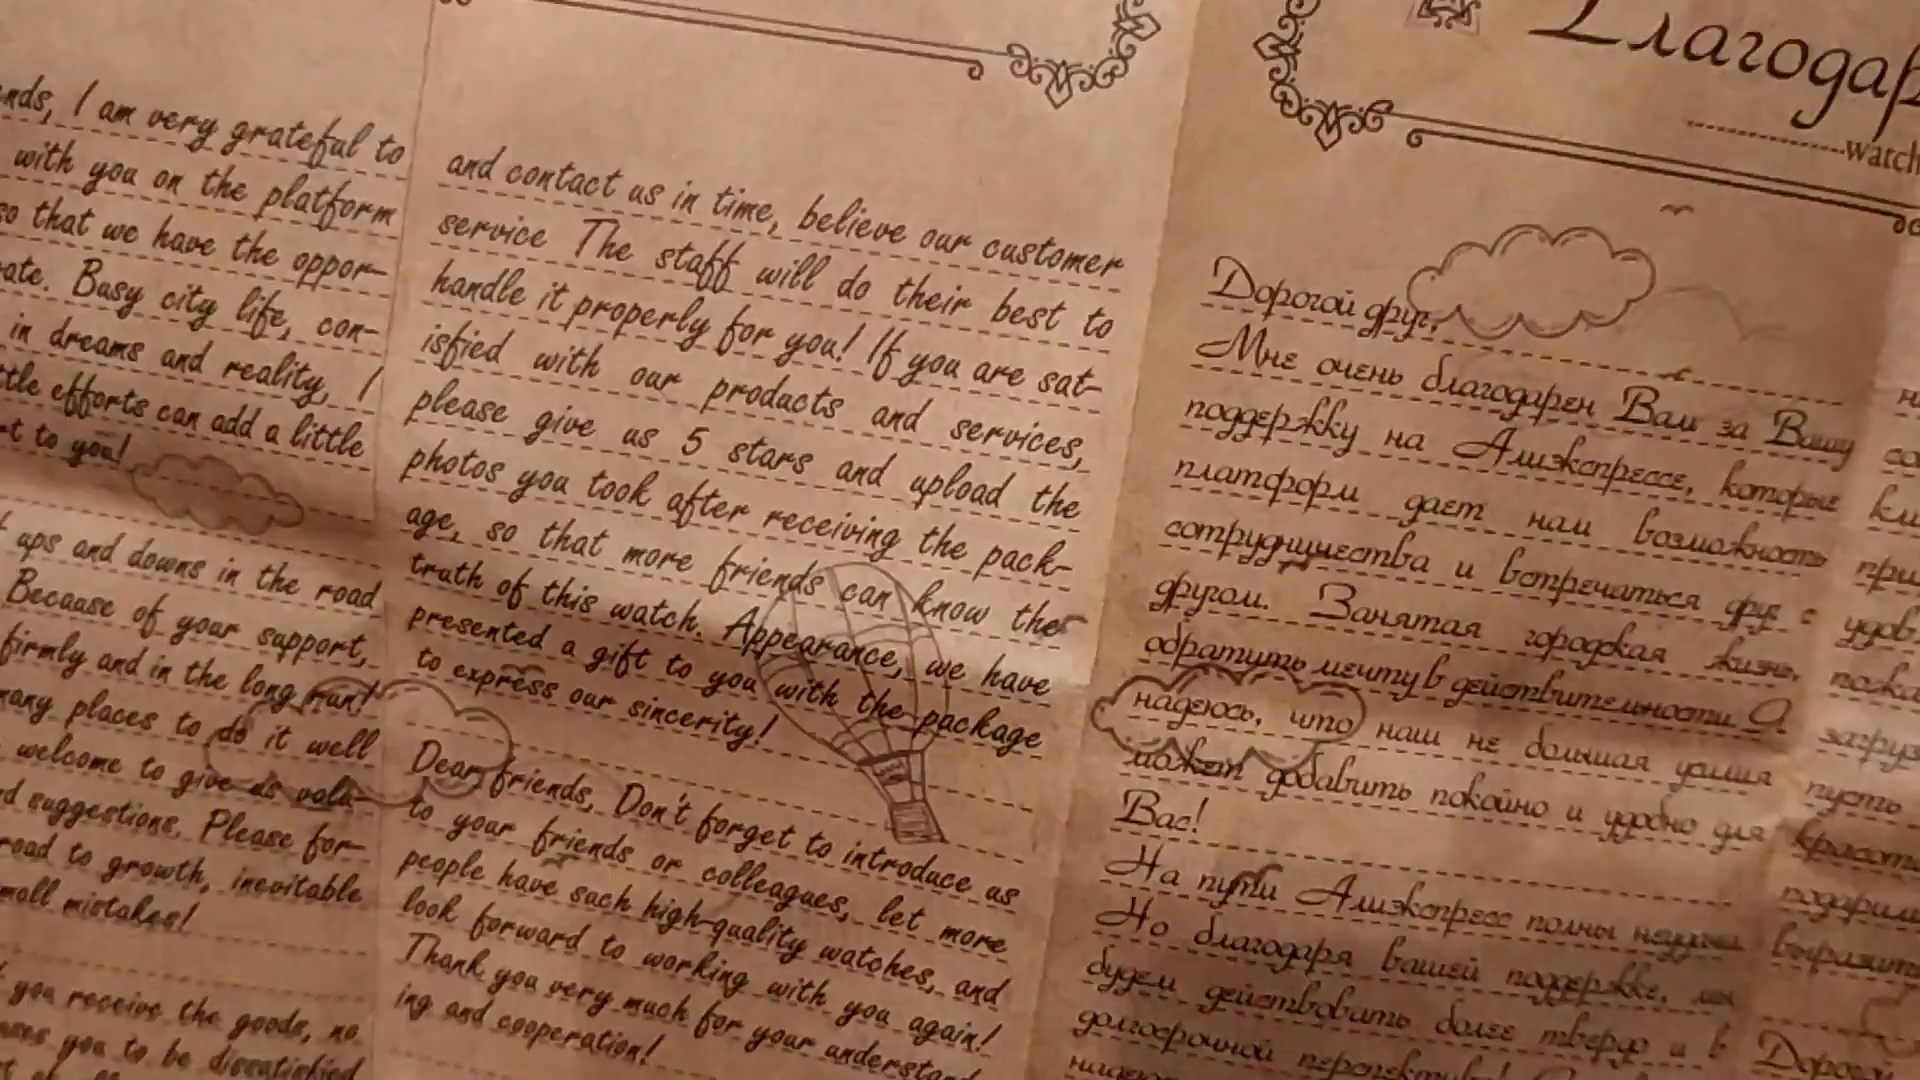 nds, I am very grateful to
with you on the platform
so that we have the oppor-
ate. Busy city life, con-
in dreams and reality, I
ttle efforts can add a little
rt to you!
ups and downs in the road
Because of your support,
firmly and in the long run!
many places to do it well
welcome to give us valu-
d suggestions. Please for-
road to growth, inevitable
mall mistakes!
you receive the goods, no
you to be dissatisfied
and contact us in time, believe our customer
service The staff will do their best to
handle it properly for you! If you are sat-
isfied with our products and services,
please give us 5 stars and upload the
photos you took after receiving the pack-
age, so that more friends can know the
truth of this watch. Appearance, we have
presented a gift to you with the package
to express our sincerity!
Dear friends, Don't forget to introduce us
to your friends or colleagues, let more
people have such high-quality watches, and
look forward to working with you again!
Thank you very much for your understand-
ing and cooperation!
Благодар
watch
Дорогой друг,
Мне очень благодарен Вам за Вашу
поддержку на Алиэкспрессе, которые
платформ дает нам возможность
сотрудничества и встречаться друг с
другом. Занятая городская жизнь,
обратить мечту в действительности. Я
надеюсь, что наш не большая усилия
может добавить покойно и удобно для
Вас!
На пути Алиэкспресс полны неудачи
Но благодаря вашей поддержке, мы
будем действовать более твердо и в
долгосрочной перспективе!
при
удоб
пожа
загруз
пусть
красот
подарил
выразить
Дорогой